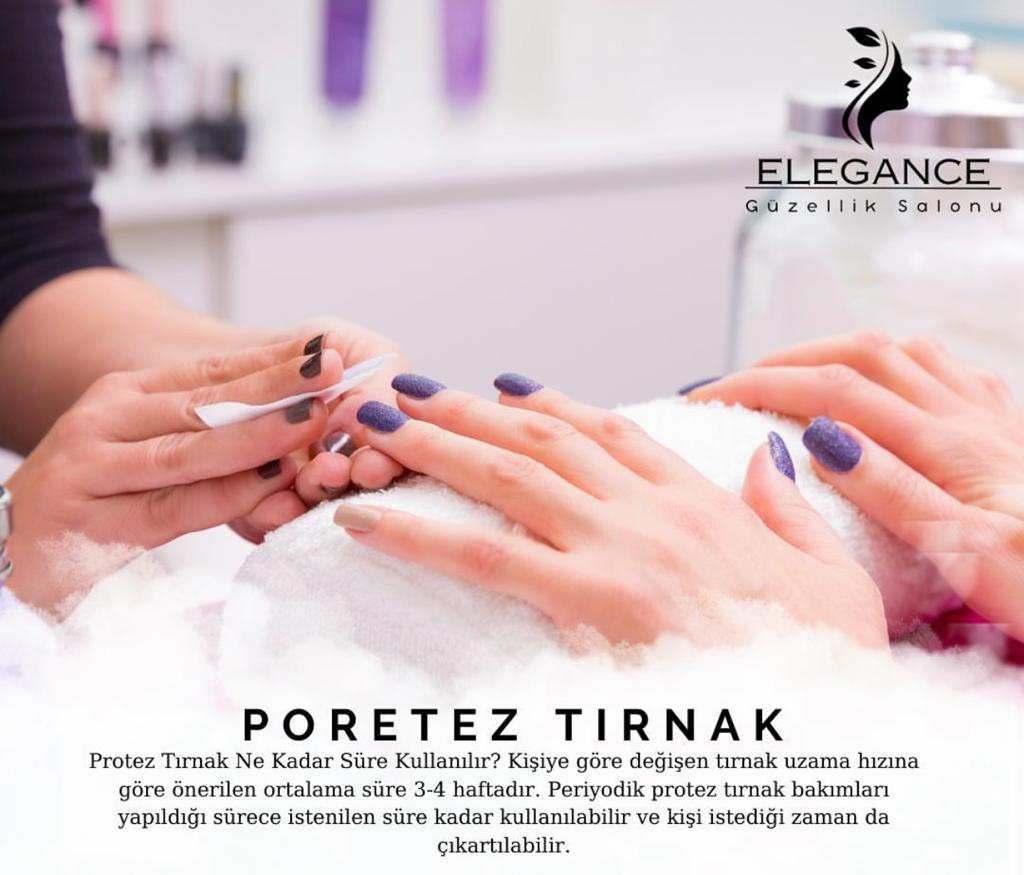 ELEGANCE
Güzellik Salonu
PORETEZ TIRNAK
Protez Tırnak Ne Kadar Süre Kullanılır? Kişiye göre değişen tırnak uzama hızına
göre önerilen ortalama süre 3-4 haftadır. Periyodik protez tırnak bakımları
yapıldığı sürece istenilen süre kadar kullanılabilir ve kişi istediği zaman da
çıkartılabilir.